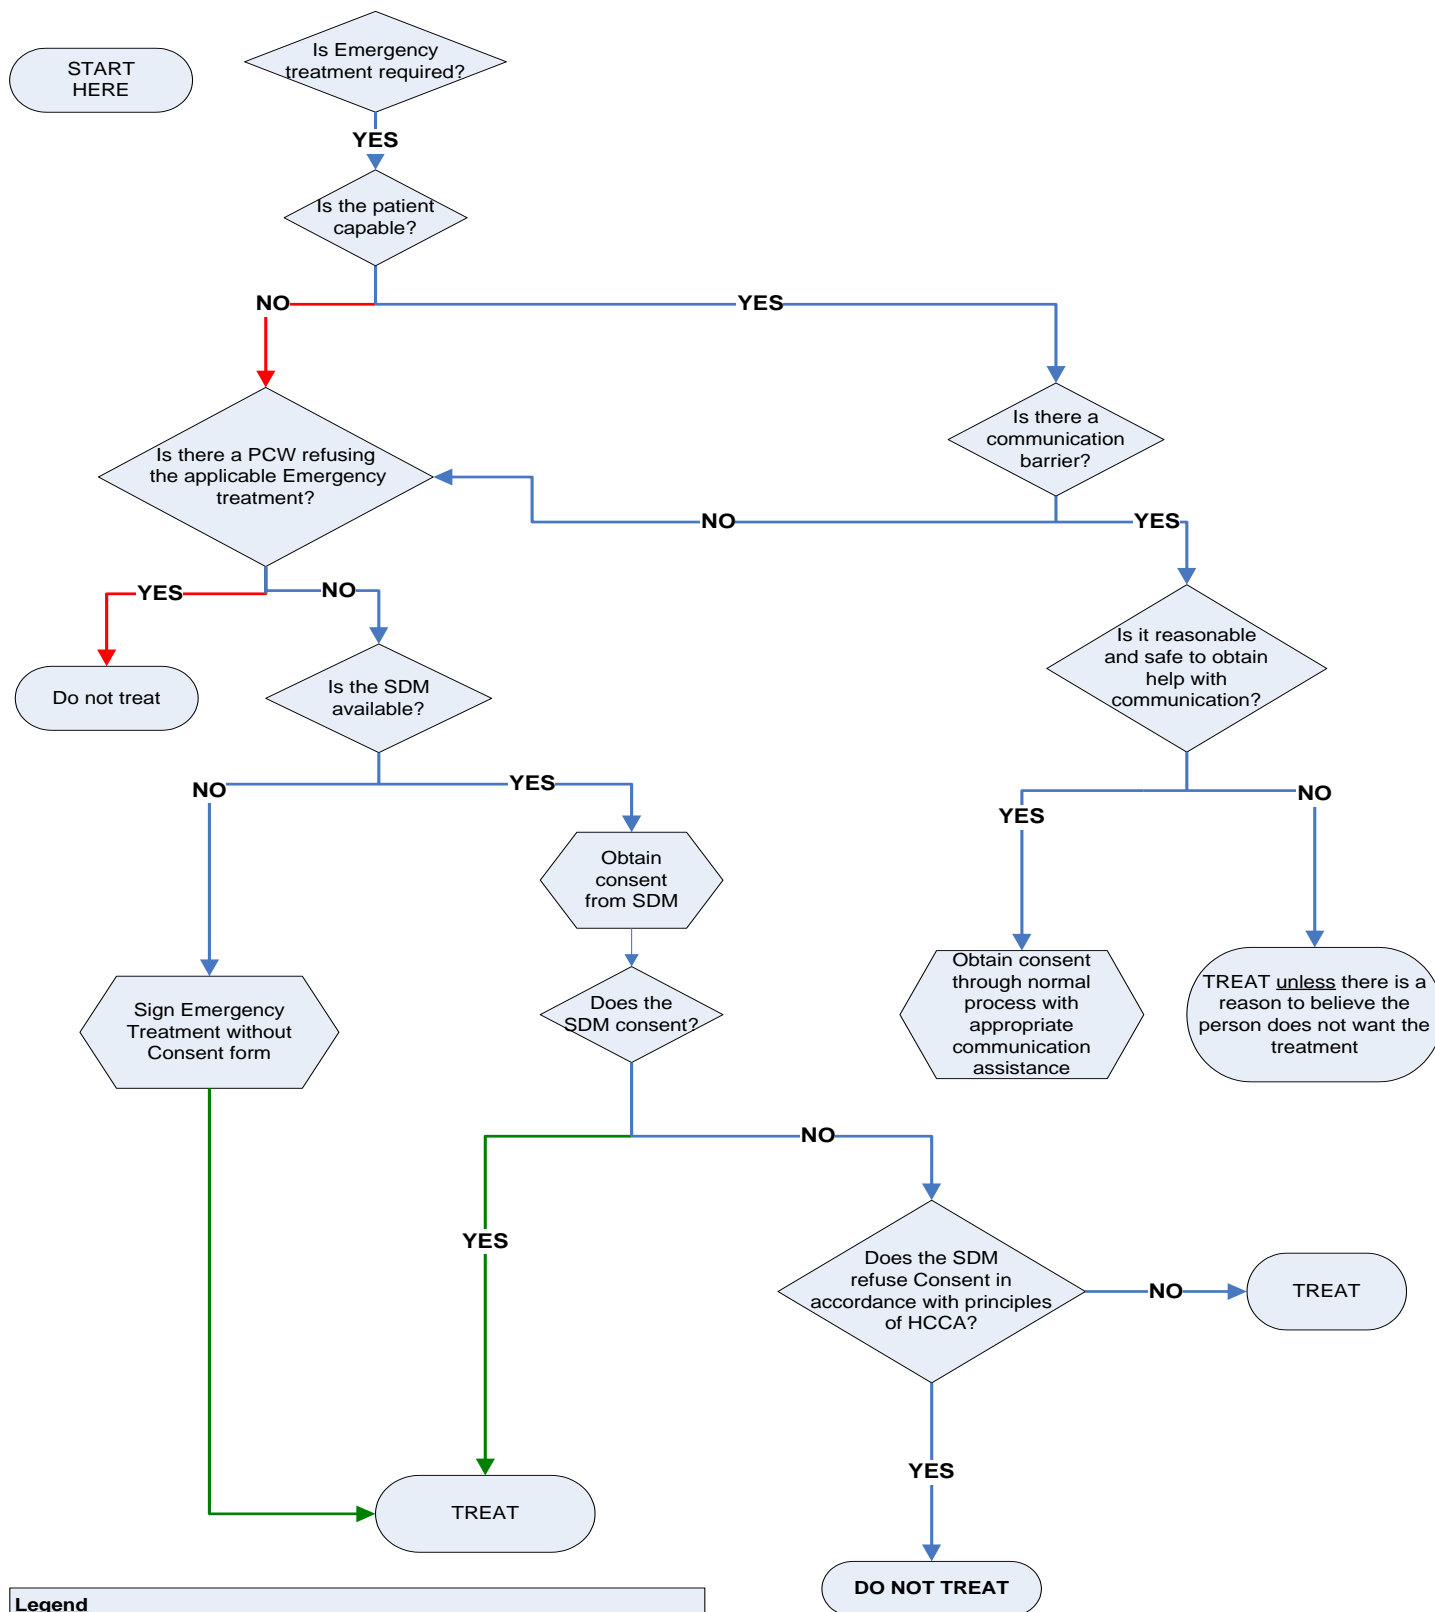 START
HERE
Is Emergency
treatment required?
YES
Is the patient
capable?
NO
YES
Is there a PCW refusing
the applicable Emergency
treatment?
Is there a
communication
barrier?
NO
YES
YES
NO
Is it reasonable
and safe to obtain
help with
communication?
Do not treat
Is the SDM
available?
NO
YES
YES
NO
Obtain
consent
from SDM
Obtain consent
through normal
process with
appropriate
communication
assistance
TREAT unless there is a
reason to believe the
person does not want the
treatment
Sign Emergency
Treatment without
Consent form
Does the
SDM consent?
NO
YES
Does the SDM
refuse Consent in
accordance with principles
of HCCA?
NO
TREAT
YES
TREAT
DO NOT TREAT
Legend